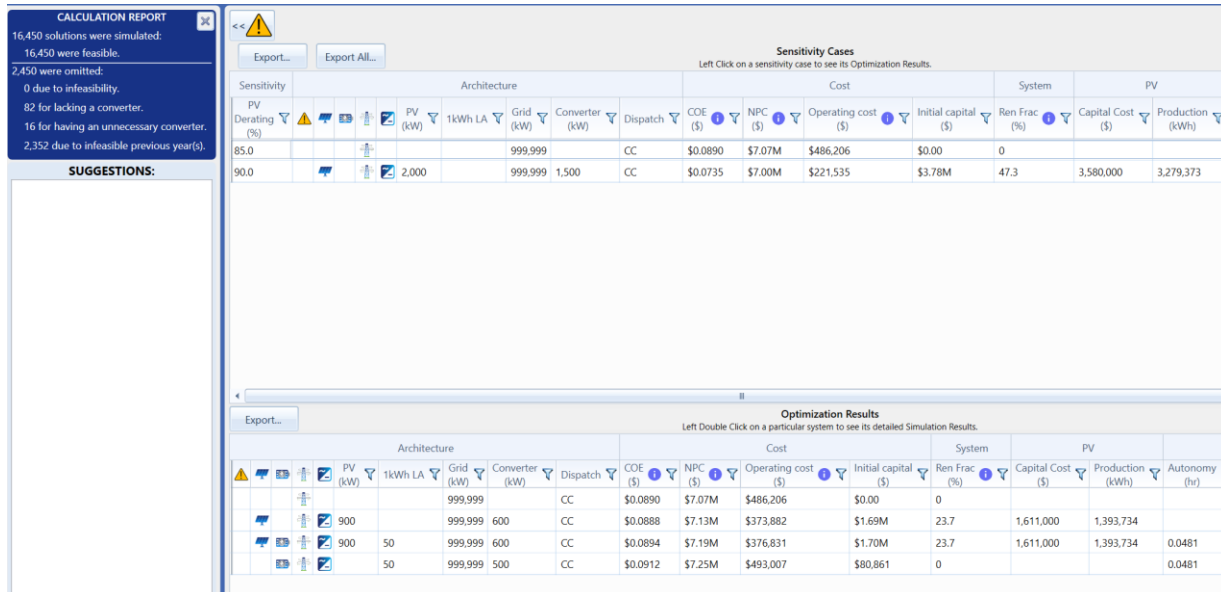 CALCULATION REPORT
16,450 solutions were simulated:
16,450 were feasible.
2,450 were omitted:
0 due to infeasibility.
82 for lacking a converter.
16 for having an unnecessary converter.
2,352 due to infeasible previous year(s).
SUGGESTIONS:
<<
Export... Export All... Sensitivity Cases
Left Click on a sensitivity case to see its Optimization Results.
Sensitivity Architecture Cost System PV
PV Derating (%) PV (kW) 1kWh LA Grid (kW) Converter (kW) Dispatch COE ($) NPC ($) Operating cost ($) Initial capital ($) Ren Frac (%) Capital Cost ($) Production (kWh)
85.0 999,999 CC $0.0890 $7.07M $486,206 $0.00 0
90.0 2,000 999,999 1,500 CC $0.0735 $7.00M $221,535 $3.78M 47.3 3,580,000 3,279,373
Export... Optimization Results
Left Double Click on a particular system to see its detailed Simulation Results.
Architecture Cost System PV
PV (kW) 1kWh LA Grid (kW) Converter (kW) Dispatch COE ($) NPC ($) Operating cost ($) Initial capital ($) Ren Frac (%) Capital Cost ($) Production (kWh) Autonomy (hr)
999,999 CC $0.0890 $7.07M $486,206 $0.00 0
900 999,999 600 CC $0.0888 $7.13M $373,882 $1.69M 23.7 1,611,000 1,393,734
900 50 999,999 600 CC $0.0894 $7.19M $376,831 $1.70M 23.7 1,611,000 1,393,734 0.0481
50 999,999 500 CC $0.0912 $7.25M $493,007 $80,861 0 0.0481